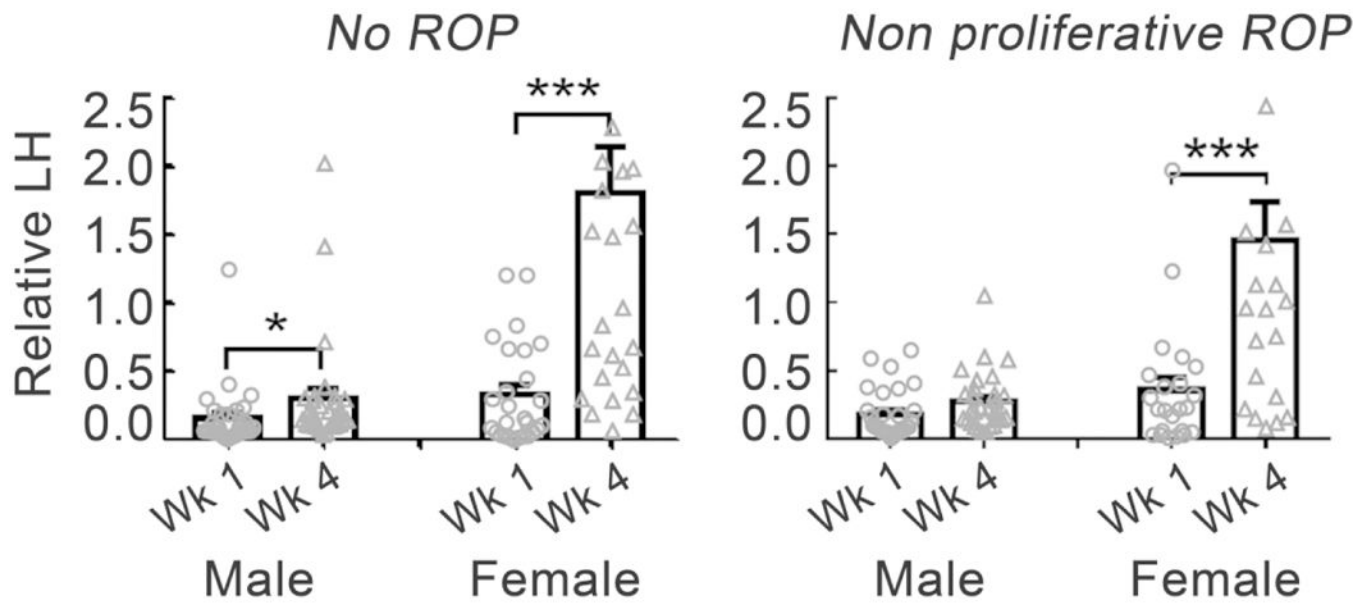 No ROP
Non proliferative ROP
Relative LH
2.5
2.0
1.5
1.0
0.5
0.0
*
***
Wk 1
Wk 4
Wk 1
Wk 4
Male
Female
2.5
2.0
1.5
1.0
0.5
0.0
***
Wk 1
Wk 4
Wk 1
Wk 4
Male
Female